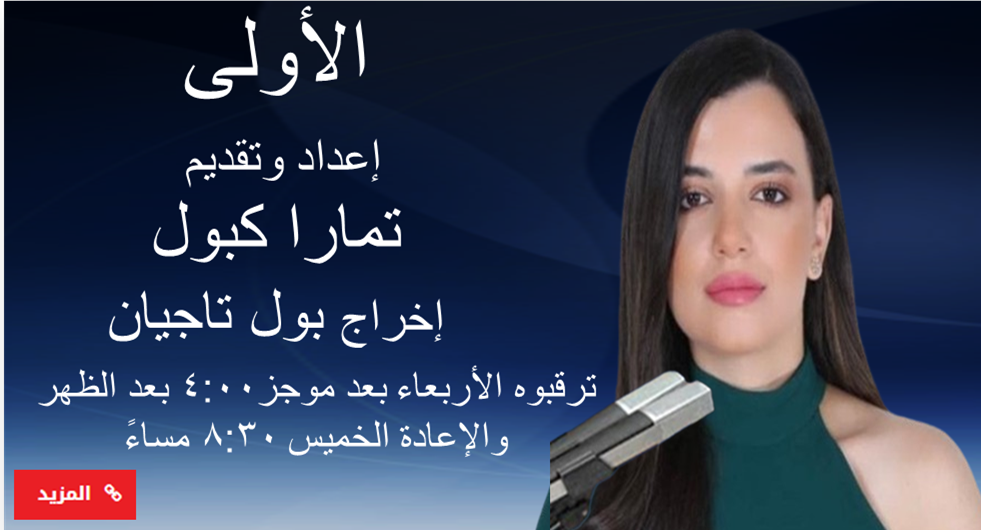 الأولى
إعداد وتقديم
تمارا كبول
إخراج بول تاجيان
ترقبوه الأربعاء بعد موجز ٤:٠٠ بعد الظهر
والإعادة الخميس ٨:٣٠ مساءً
المزيد